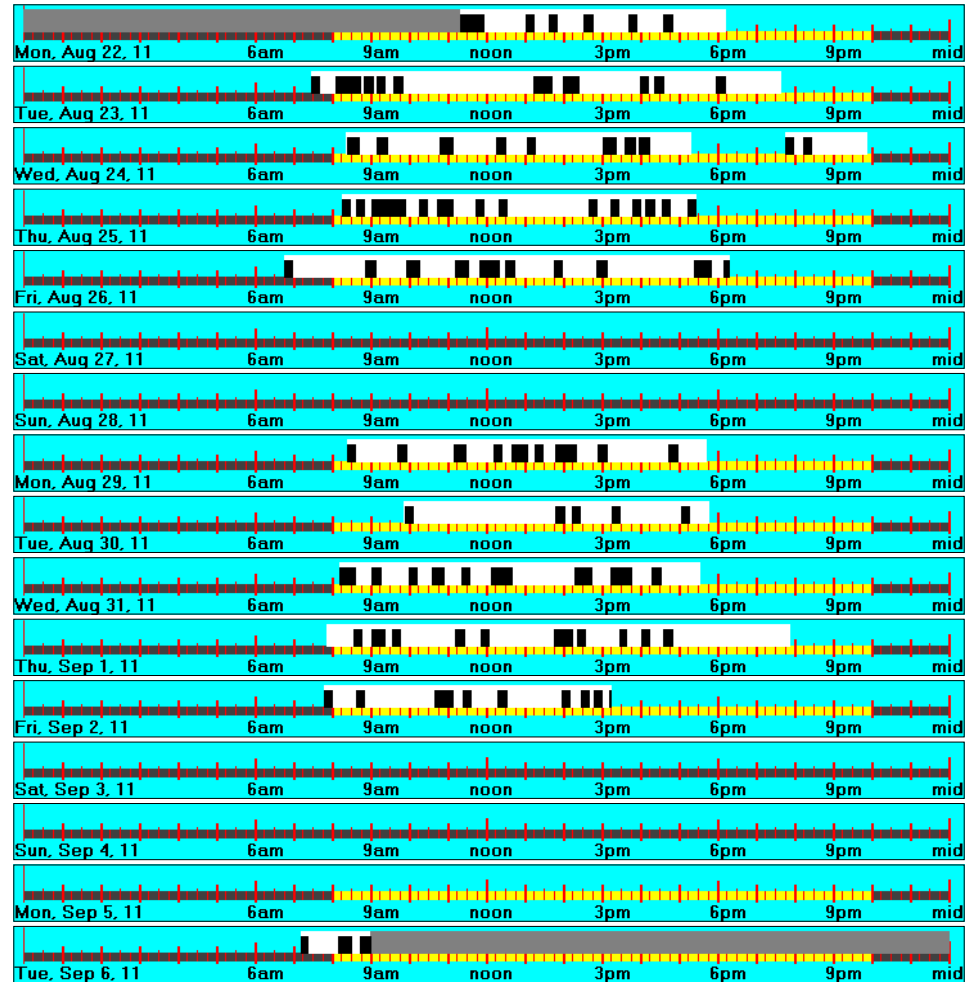 Mon, Aug 22, 11 6am 9am noon 3pm 6pm 9pm mid
Tue, Aug 23, 11 6am 9am noon 3pm 6pm 9pm mid
Wed, Aug 24, 11 6am 9am noon 3pm 6pm 9pm mid
Thu, Aug 25, 11 6am 9am noon 3pm 6pm 9pm mid
Fri, Aug 26, 11 6am 9am noon 3pm 6pm 9pm mid
Sat, Aug 27, 11 6am 9am noon 3pm 6pm 9pm mid
Sun, Aug 28, 11 6am 9am noon 3pm 6pm 9pm mid
Mon, Aug 29, 11 6am 9am noon 3pm 6pm 9pm mid
Tue, Aug 30, 11 6am 9am noon 3pm 6pm 9pm mid
Wed, Aug 31, 11 6am 9am noon 3pm 6pm 9pm mid
Thu, Sep 1, 11 6am 9am noon 3pm 6pm 9pm mid
Fri, Sep 2, 11 6am 9am noon 3pm 6pm 9pm mid
Sat, Sep 3, 11 6am 9am noon 3pm 6pm 9pm mid
Sun, Sep 4, 11 6am 9am noon 3pm 6pm 9pm mid
Mon, Sep 5, 11 6am 9am noon 3pm 6pm 9pm mid
Tue, Sep 6, 11 6am 9am noon 3pm 6pm 9pm mid